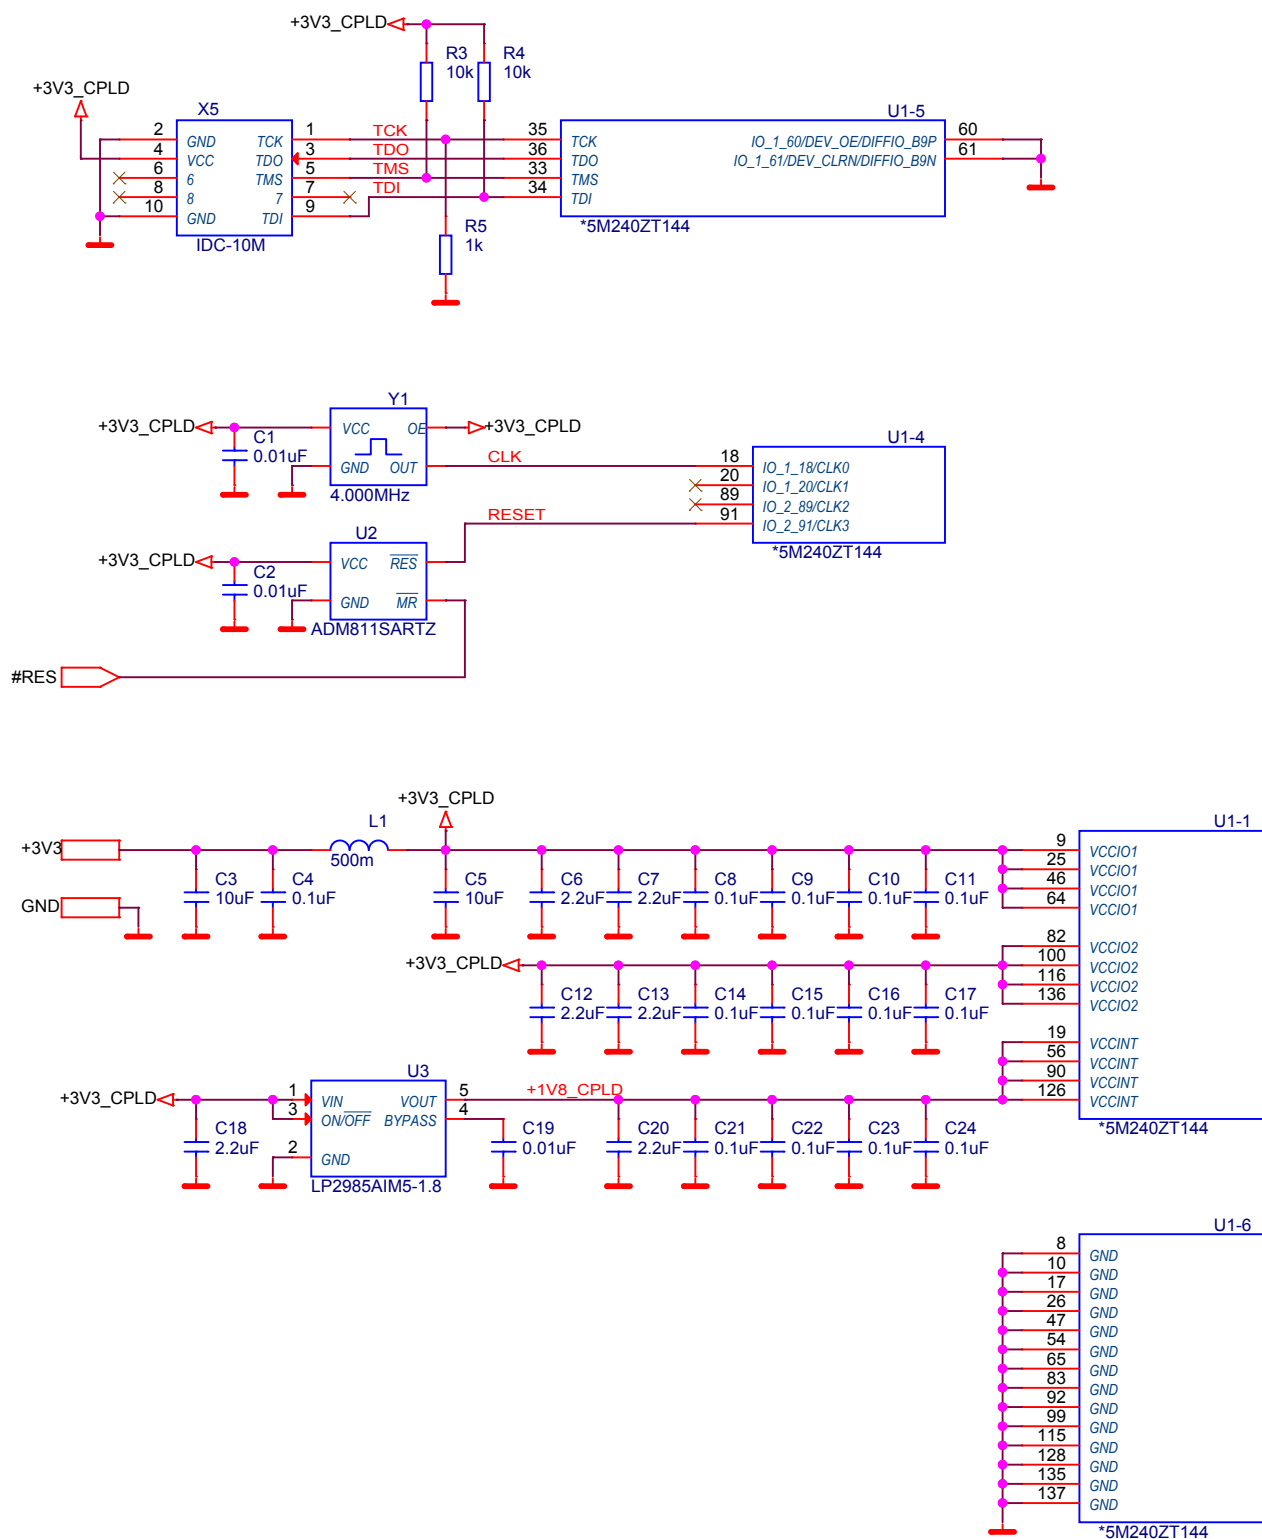 +3V3_CPLD
R3
10k
R4
10k
+3V3_CPLD
X5
2 GND TCK 1 TCK
4 VCC TDO 3 TDO
6 6 TMS 5 TMS
8 8 7 7 TDI
10 GND TDI 9
IDC-10M
R5
1k
U1-5
35 TCK IO_1_60/DEV_OE/DIFFIO_B9P 60
36 TDO IO_1_61/DEV_CLRN/DIFFIO_B9N 61
33 TMS
34 TDI
*5M240ZT144
Y1
+3V3_CPLD VCC OE +3V3_CPLD
C1
0.01uF
GND OUT CLK
4.000MHz
U1-4
18 IO_1_18/CLK0
20 IO_1_20/CLK1
89 IO_2_89/CLK2
91 IO_2_91/CLK3
*5M240ZT144
RESET
U2
+3V3_CPLD VCC RES
C2
0.01uF
GND MR
ADM811SARTZ
#RES
+3V3_CPLD
L1
+3V3
500m
GND
C3
10uF
C4
0.1uF
C5
10uF
C6
2.2uF
C7
2.2uF
C8
0.1uF
C9
0.1uF
C10
0.1uF
C11
0.1uF
U1-1
9 VCCIO1
25 VCCIO1
46 VCCIO1
64 VCCIO1
82 VCCIO2
100 VCCIO2
116 VCCIO2
136 VCCIO2
19 VCCINT
56 VCCINT
90 VCCINT
126 VCCINT
*5M240ZT144
+3V3_CPLD
C12
2.2uF
C13
2.2uF
C14
0.1uF
C15
0.1uF
C16
0.1uF
C17
0.1uF
U3
+3V3_CPLD
1 VIN VOUT 5 +1V8_CPLD
3 ON/OFF BYPASS 4
2 GND
LP2985AIM5-1.8
C18
2.2uF
C19
0.01uF
C20
2.2uF
C21
0.1uF
C22
0.1uF
C23
0.1uF
C24
0.1uF
U1-6
8 GND
10 GND
17 GND
26 GND
47 GND
54 GND
65 GND
83 GND
92 GND
99 GND
115 GND
128 GND
135 GND
137 GND
*5M240ZT144